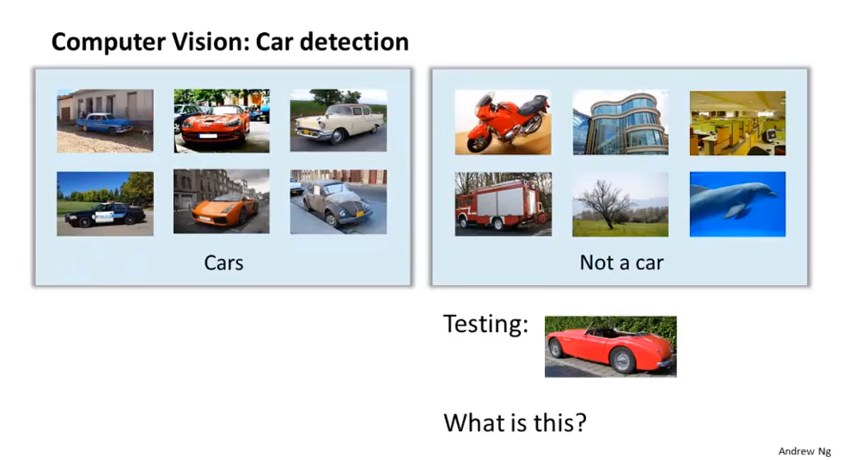 Computer Vision: Car detection
Cars
Not a car
Testing:
What is this?
Andrew Ng